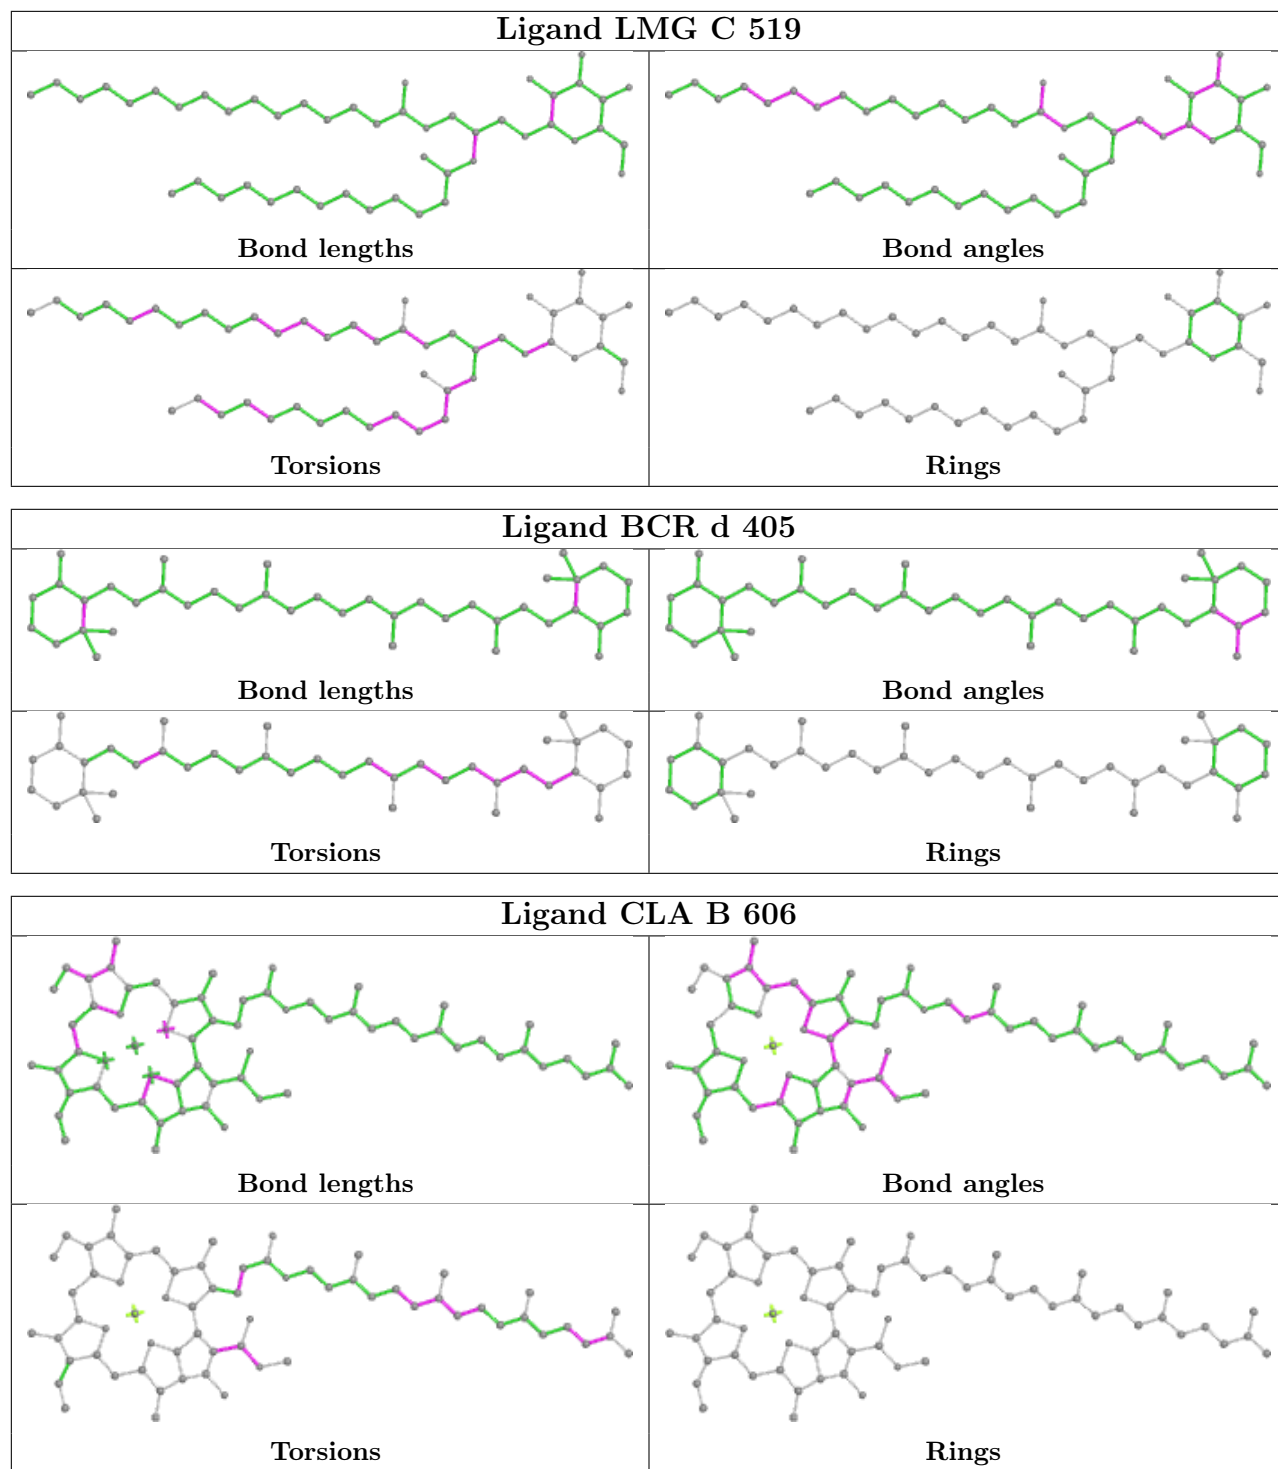 Ligand LMG C 519
Bond lengths
Bond angles
Torsions
Rings
Ligand BCR d 405
Bond lengths
Bond angles
Torsions
Rings
Ligand CLA B 606
Bond lengths
Bond angles
Torsions
Rings